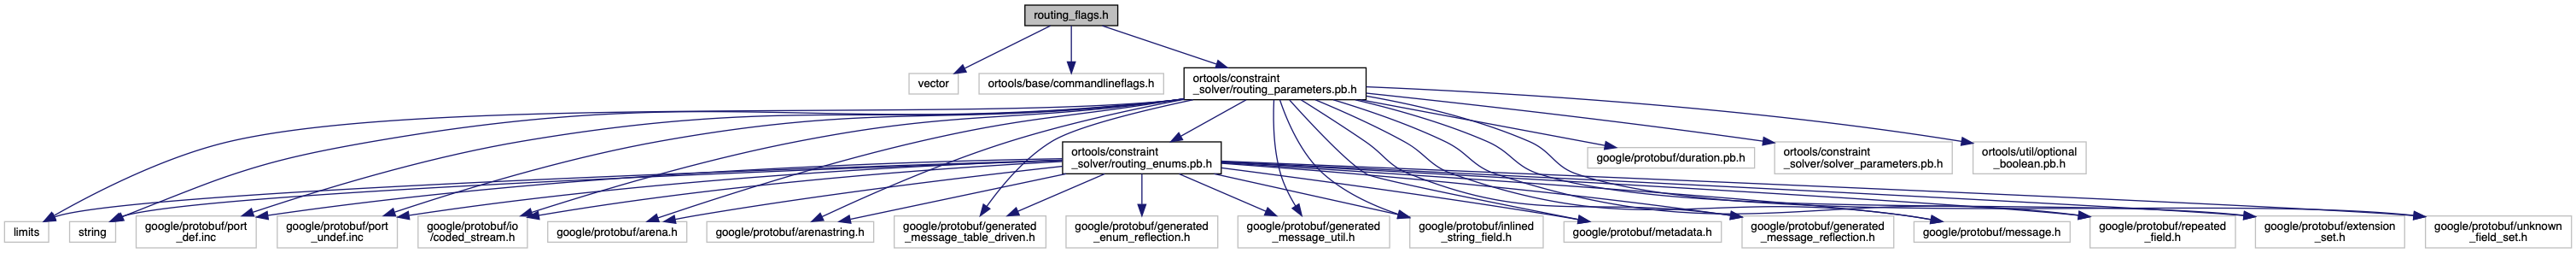 routing_flags.h
vector
ortools/base/commandlineflags.h
ortools/constraint
_solver/routing_parameters.pb.h
ortools/constraint
_solver/routing_enums.pb.h
google/protobuf/duration.pb.h
ortools/constraint
_solver/solver_parameters.pb.h
ortools/util/optional
_boolean.pb.h
limits
string
google/protobuf/port
_def.inc
google/protobuf/port
_undef.inc
google/protobuf/io
/coded_stream.h
google/protobuf/arena.h
google/protobuf/arenastring.h
google/protobuf/generated
_message_table_driven.h
google/protobuf/generated
_enum_reflection.h
google/protobuf/generated
_message_util.h
google/protobuf/inlined
_string_field.h
google/protobuf/metadata.h
google/protobuf/generated
_message_reflection.h
google/protobuf/message.h
google/protobuf/repeated
_field.h
google/protobuf/extension
_set.h
google/protobuf/unknown
_field_set.h